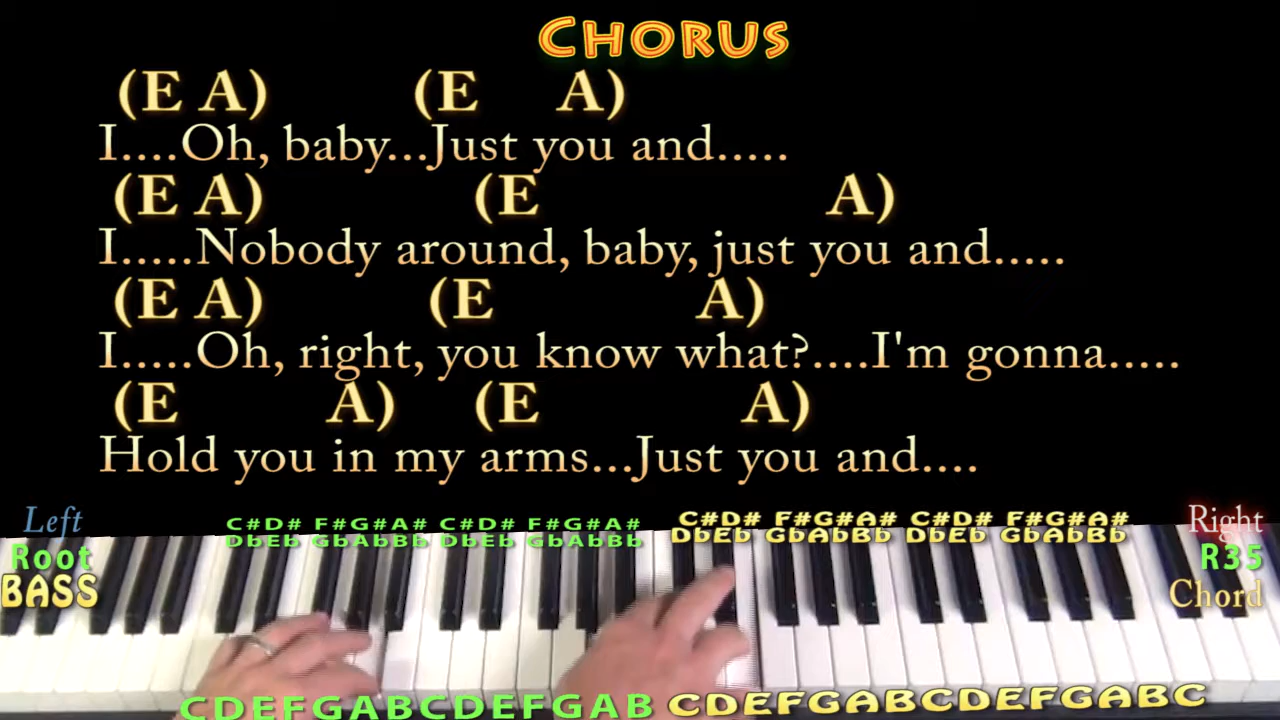 CHORUS
(E A) (E A)
I....Oh, baby...Just you and.....
(E A) (E A)
I.....Nobody around, baby, just you and.....
(E A) (E A)
I.....Oh, right, you know what?....I'm gonna.....
(E A) (E A)
Hold you in my arms...Just you and....
Left
Root
BASS
C#D# F#G#A# C#D# F#G#A#
DbEb GbAbBb DbEb GbAbBb
C#D# F#G#A# C#D# F#G#A#
DbEb GbAbBb DbEb GbAbBb
Right
R35
Chord
CDEFGABCDEFGAB
CDEFGABCDEFGABC